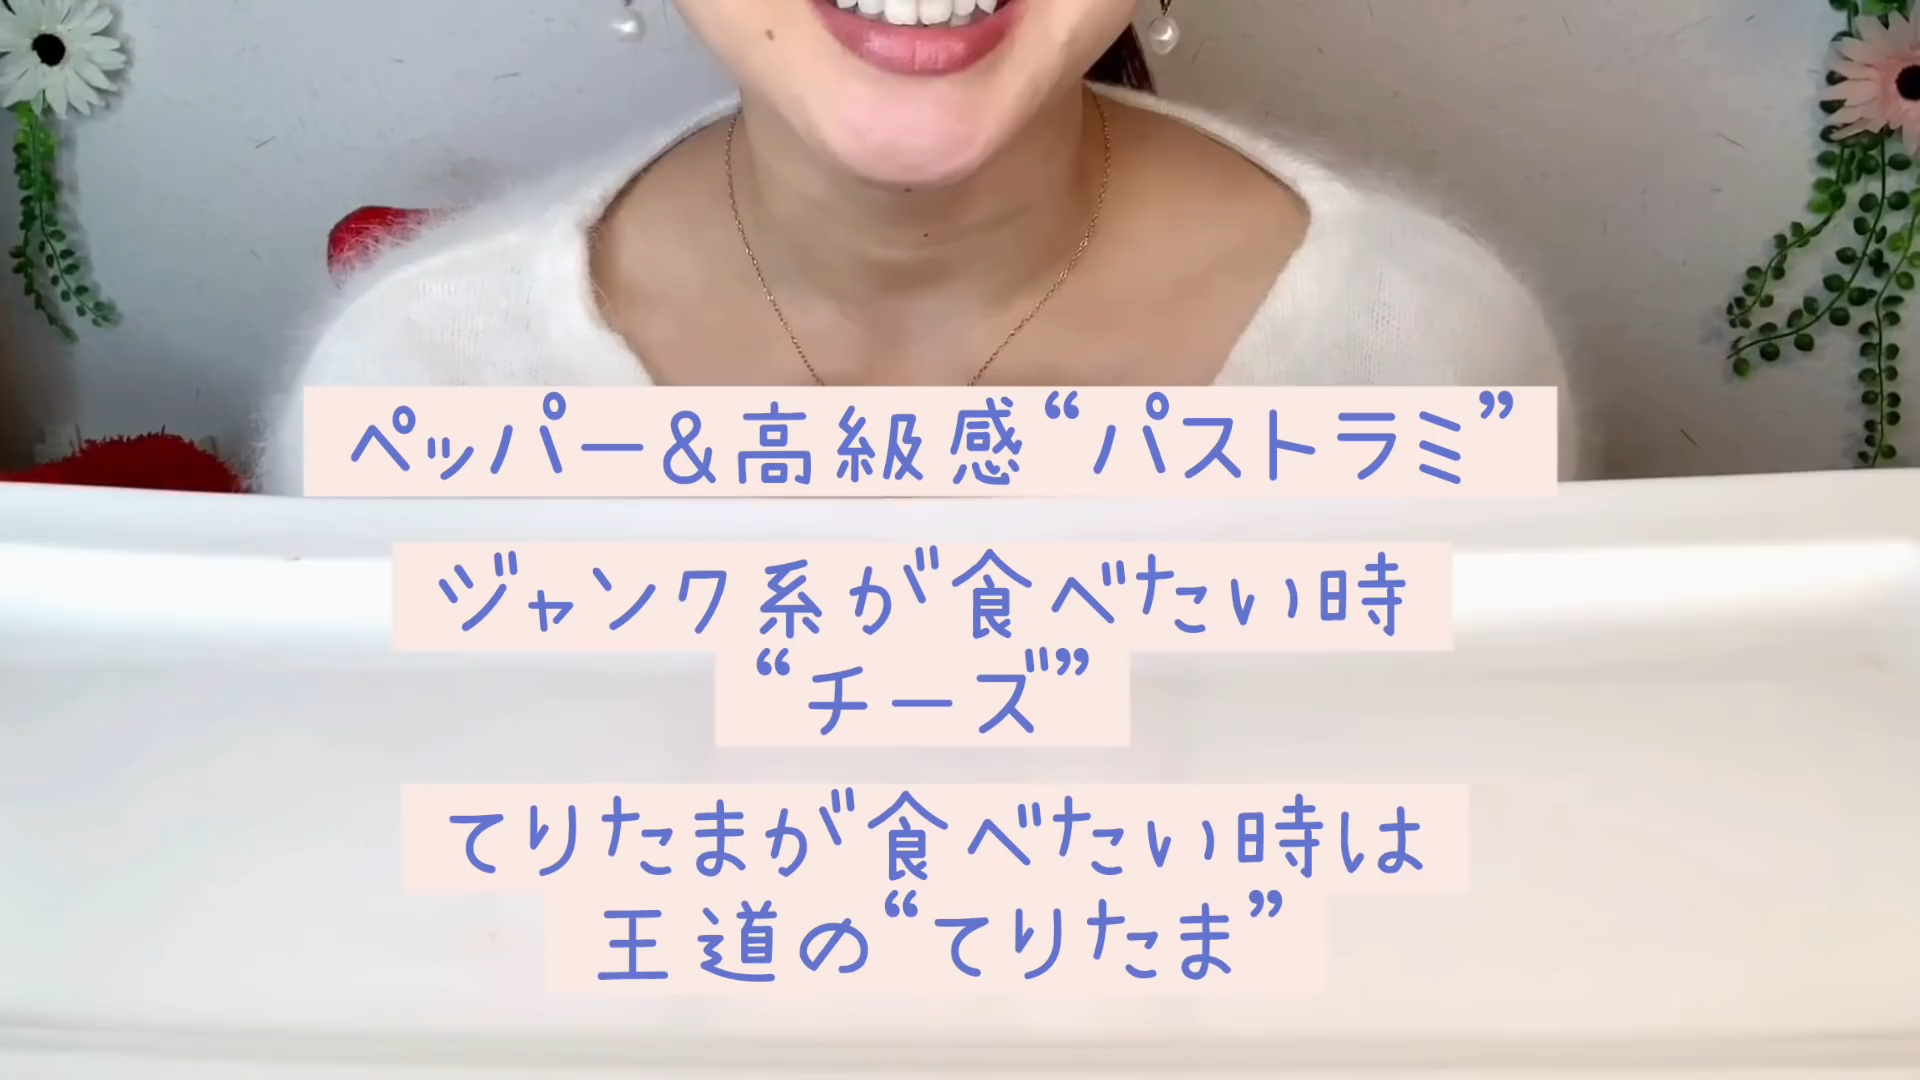 ペッパー&高級感“パストラミ”
ジャンク系が食べたい時
“チーズ”
てりたまが食べたい時は
王道の“てりたま”